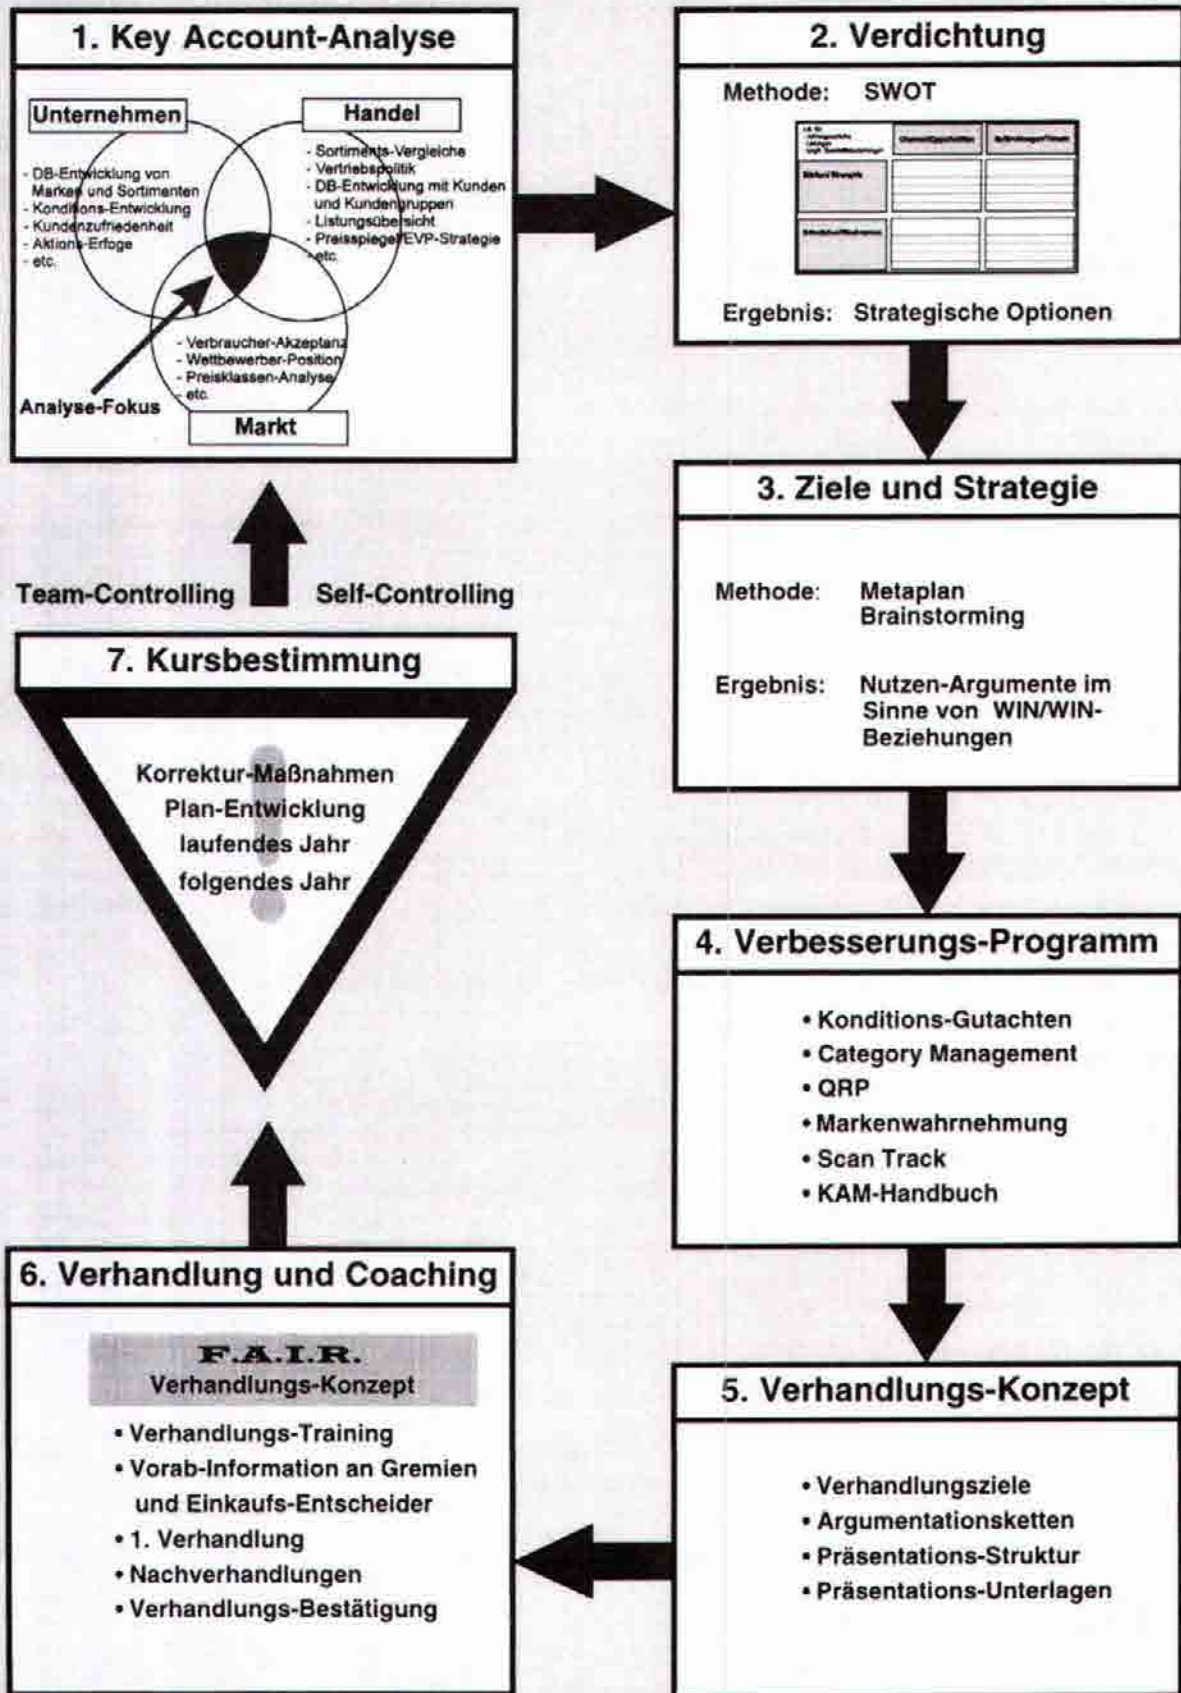 1. Key Account-Analyse
Unternehmen
- DB-Entwicklung von
Marken und Sortimenten
- Konditions-Entwicklung
- Kundenzufriedenheit
- Aktions-Erfoge
- etc.
Handel
- Sortiments-Vergleiche
- Vertriebspolitik
- DB-Entwicklung mit Kunden
und Kundengruppen
- Listungsübersicht
- Preisspiegel/EVP-Strategie
- etc.
- Verbraucher-Akzeptanz
- Wettbewerber-Position
- Preisklassen-Analyse
- etc.
Analyse-Fokus
Markt
2. Verdichtung
Methode: SWOT
Ergebnis: Strategische Optionen
3. Ziele und Strategie
Methode: Metaplan
Brainstorming
Ergebnis: Nutzen-Argumente im
Sinne von WIN/WIN-
Beziehungen
4. Verbesserungs-Programm
• Konditions-Gutachten
• Category Management
• QRP
• Markenwahrnehmung
• Scan Track
• KAM-Handbuch
5. Verhandlungs-Konzept
• Verhandlungsziele
• Argumentationsketten
• Präsentations-Struktur
• Präsentations-Unterlagen
6. Verhandlung und Coaching
F.A.I.R.
Verhandlungs-Konzept
• Verhandlungs-Training
• Vorab-Information an Gremien
und Einkaufs-Entscheider
• 1. Verhandlung
• Nachverhandlungen
• Verhandlungs-Bestätigung
7. Kursbestimmung
Korrektur-Maßnahmen
Plan-Entwicklung
laufendes Jahr
folgendes Jahr
Team-Controlling Self-Controlling